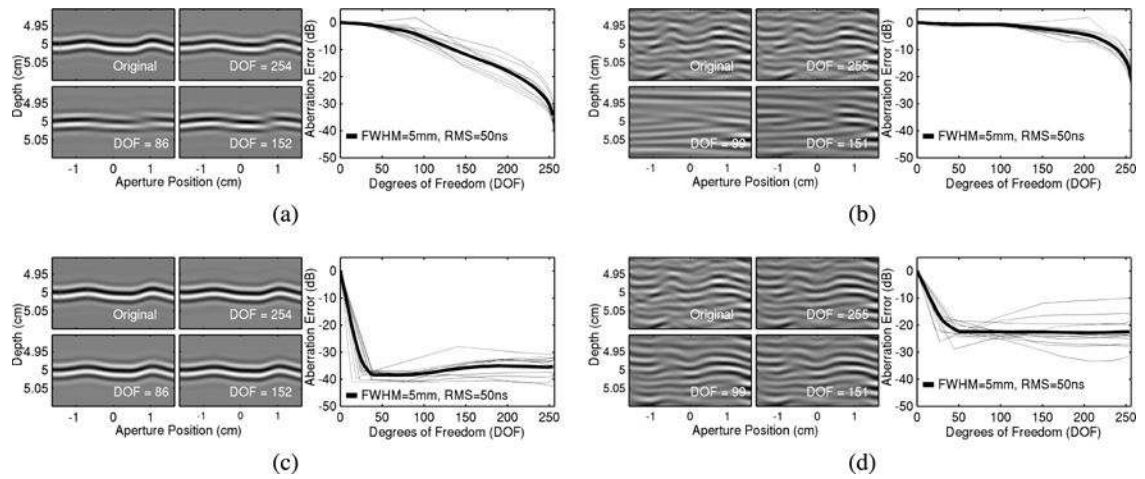 4.95
5
5.05
Depth (cm)
Original
DOF = 254
4.95
5
5.05
DOF = 86
DOF = 152
-1 0 1 -1 0 1
Aperture Position (cm)
0
-10
-20
-30
-40
-50
Aberration Error (dB)
FWHM=5mm, RMS=50ns
0 50 100 150 200 250
Degrees of Freedom (DOF)
(a)
4.95
5
5.05
Depth (cm)
Original
DOF = 255
4.95
5
5.05
DOF = 99
DOF = 151
-1 0 1 -1 0 1
Aperture Position (cm)
0
-10
-20
-30
-40
-50
Aberration Error (dB)
FWHM=5mm, RMS=50ns
0 50 100 150 200 250
Degrees of Freedom (DOF)
(b)
4.95
5
5.05
Depth (cm)
Original
DOF = 254
4.95
5
5.05
DOF = 86
DOF = 152
-1 0 1 -1 0 1
Aperture Position (cm)
0
-10
-20
-30
-40
-50
Aberration Error (dB)
FWHM=5mm, RMS=50ns
0 50 100 150 200 250
Degrees of Freedom (DOF)
(c)
4.95
5
5.05
Depth (cm)
Original
DOF = 255
4.95
5
5.05
DOF = 99
DOF = 151
-1 0 1 -1 0 1
Aperture Position (cm)
0
-10
-20
-30
-40
-50
Aberration Error (dB)
FWHM=5mm, RMS=50ns
0 50 100 150 200 250
Degrees of Freedom (DOF)
(d)